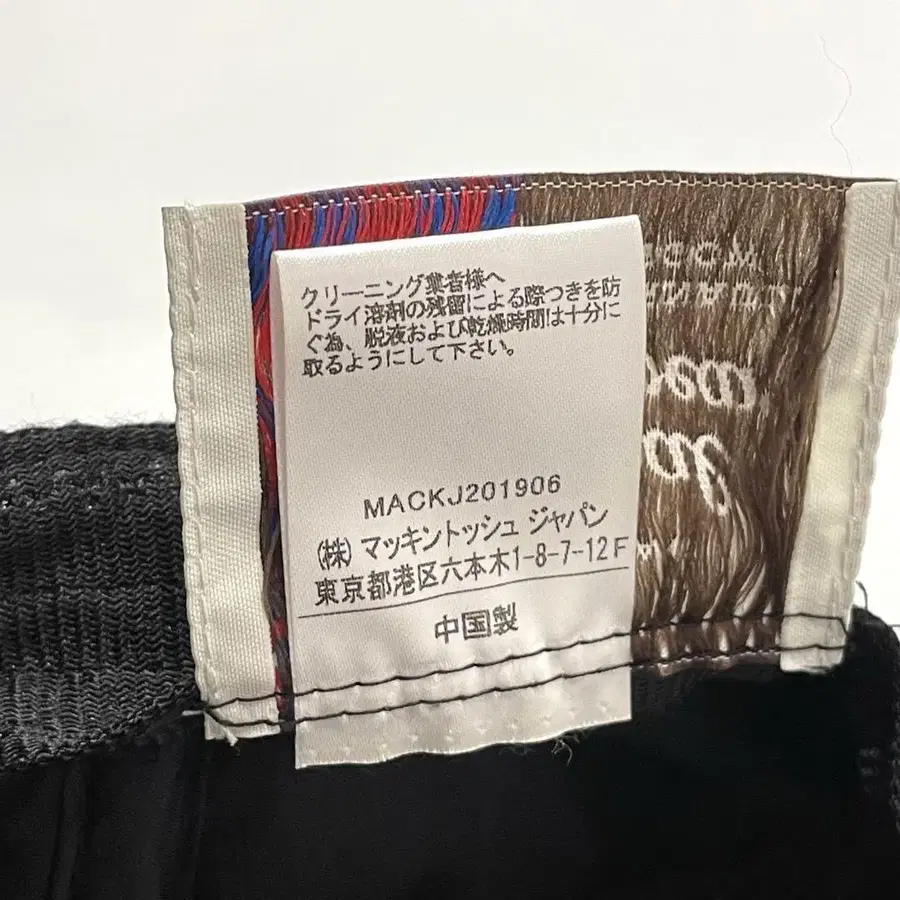 クリーニング業者様へ
ドライ溶剤の残留による際つきを防
ぐ為、脱液および乾燥時間は十分に
取るようにして下さい。
MACKJ201906
(株) マッキントッシュ ジャパン
東京都港区六本木1-8-7-12F
中国製